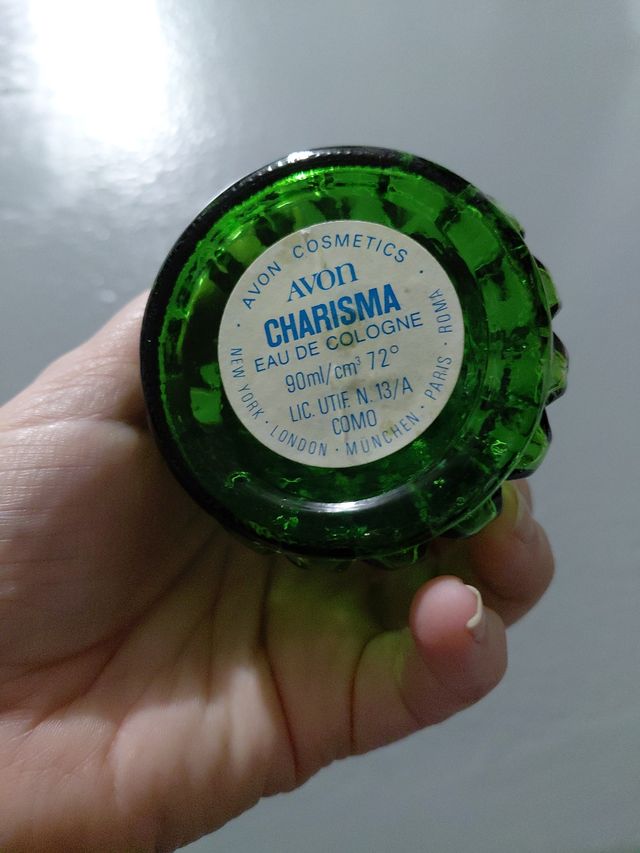 · AVON COSMETICS ·
AVON
CHARISMA
EAU DE COLOGNE
90ml/cm³ 72°
LIC. UTIF. N. 13/A
COMO
NEW YORK · LONDON · MÜNCHEN · PARIS · ROMA